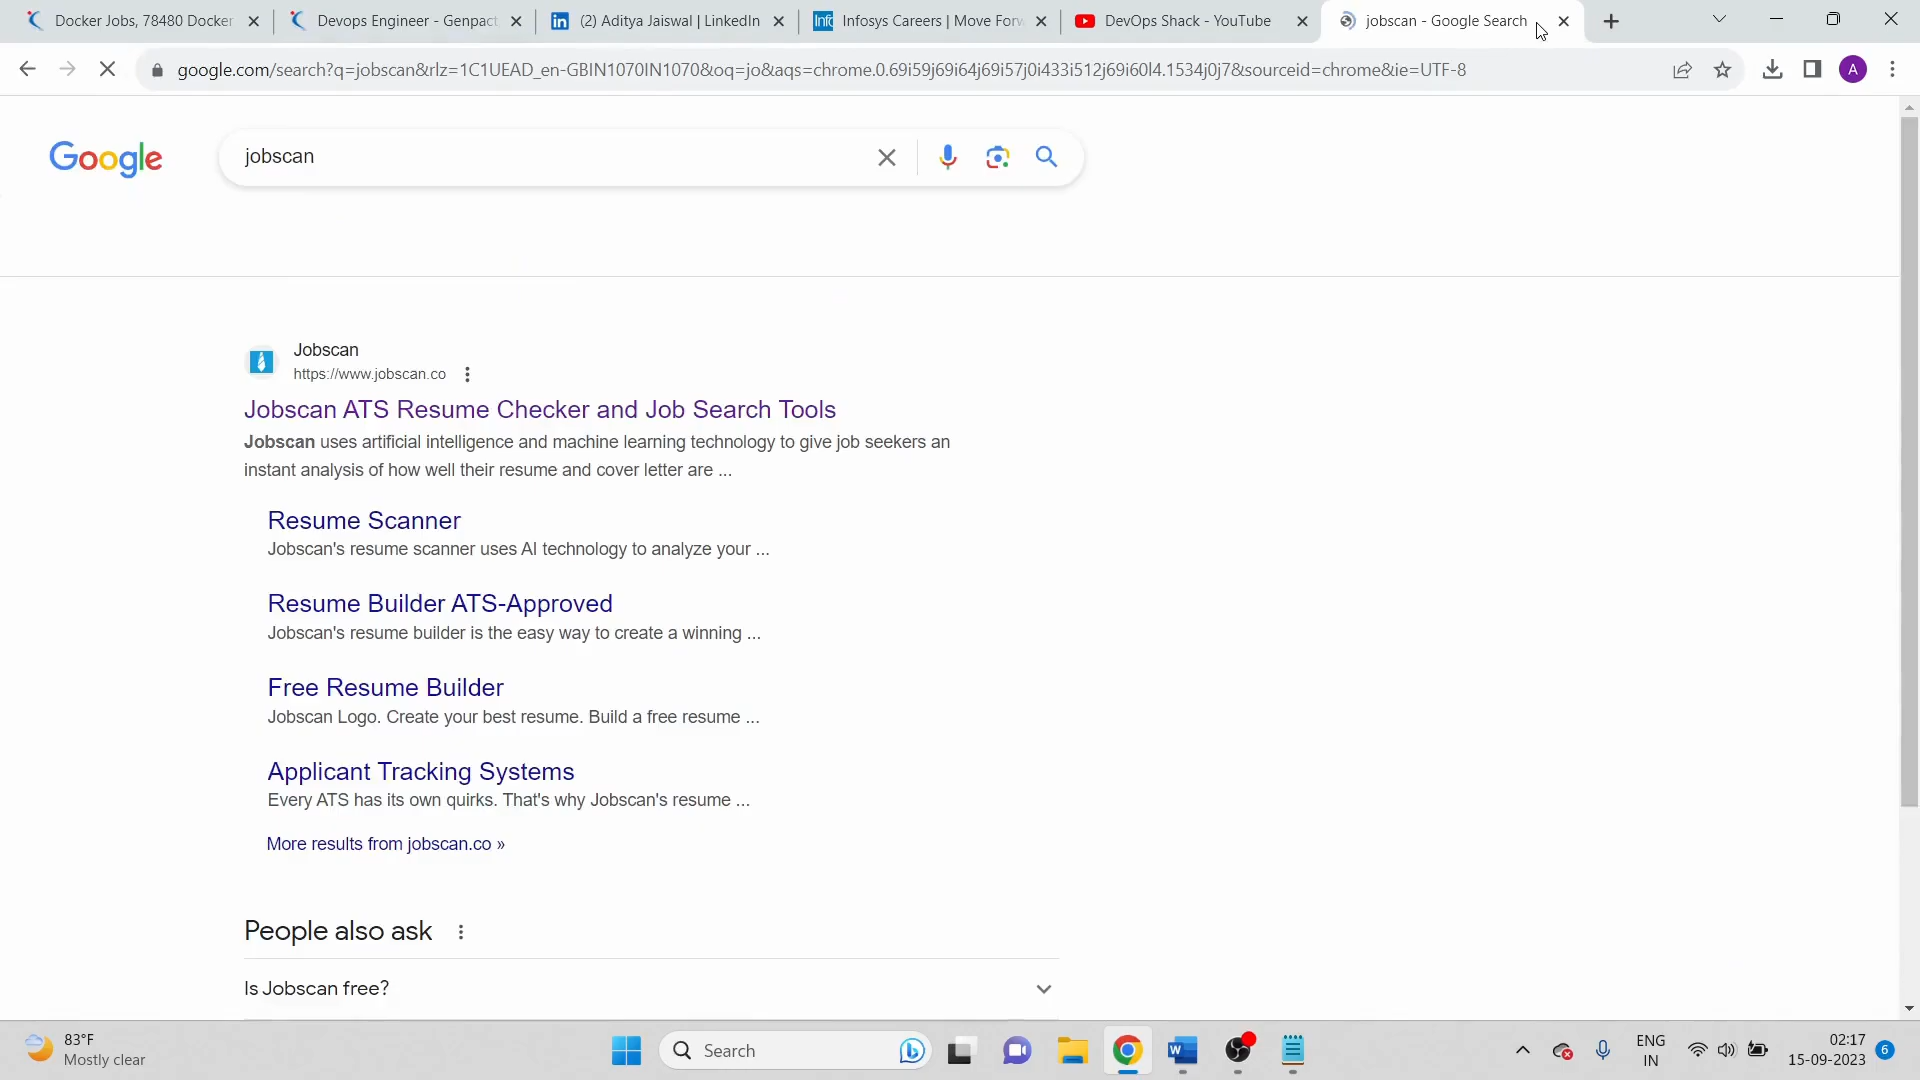 Docker Jobs, 78480 Docker
Devops Engineer - Genpact
(2) Aditya Jaiswal | LinkedIn
Infosys Careers | Move Forw
DevOps Shack - YouTube
jobscan - Google Search
google.com/search?q=jobscan&rlz=1C1UEAD_en-GBIN1070IN1070&oq=jo&aqs=chrome.0.69i59j69i64j69i57j0i433i512j69i60l4.1534j0j7&sourceid=chrome&ie=UTF-8
A
Google
jobscan
Jobscan
https://www.jobscan.co
Jobscan ATS Resume Checker and Job Search Tools
Jobscan uses artificial intelligence and machine learning technology to give job seekers an
instant analysis of how well their resume and cover letter are ...
Resume Scanner
Jobscan's resume scanner uses AI technology to analyze your ...
Resume Builder ATS-Approved
Jobscan's resume builder is the easy way to create a winning ...
Free Resume Builder
Jobscan Logo. Create your best resume. Build a free resume ...
Applicant Tracking Systems
Every ATS has its own quirks. That's why Jobscan's resume ...
More results from jobscan.co »
People also ask
Is Jobscan free?
83°F
Mostly clear
Search
ENG
IN
02:17
15-09-2023
6